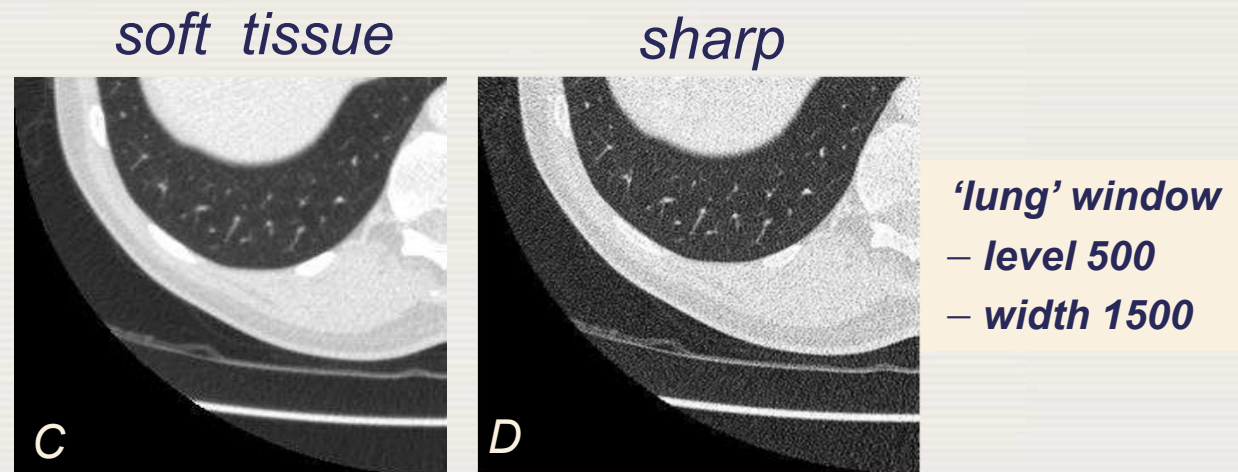 soft tissue
sharp
‘lung’ window
– level 500
– width 1500
C
D